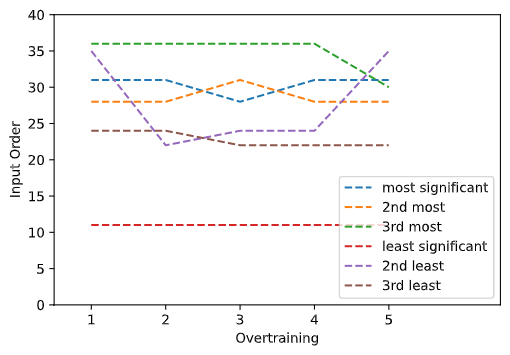 40
35
30
25
20
15
10
5
0
Input Order
most significant
2nd most
3rd most
least significant
2nd least
3rd least
1 2 3 4 5
Overtraining